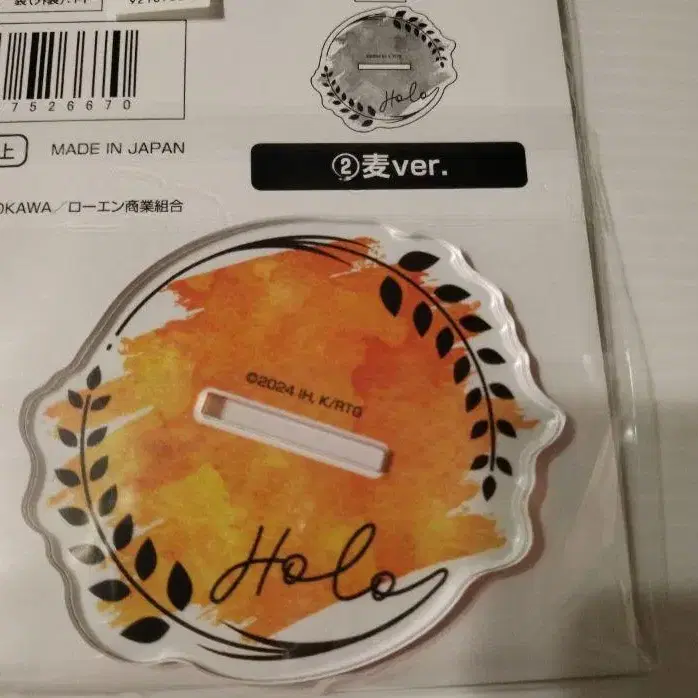 7526670
MADE IN JAPAN
上
OKAWA/ローエン商業組合
②麦ver.
Holo
©2024 IH, K/RTG
Holo